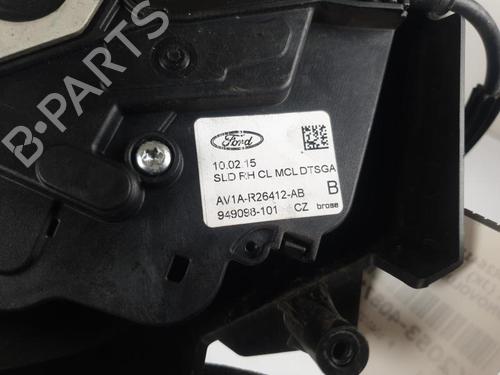 B-PARTS
Ford
10.02 15
SLD RH CL MCL DTSGA
AV1A-R26412-AB B
949098-101 CZ brose